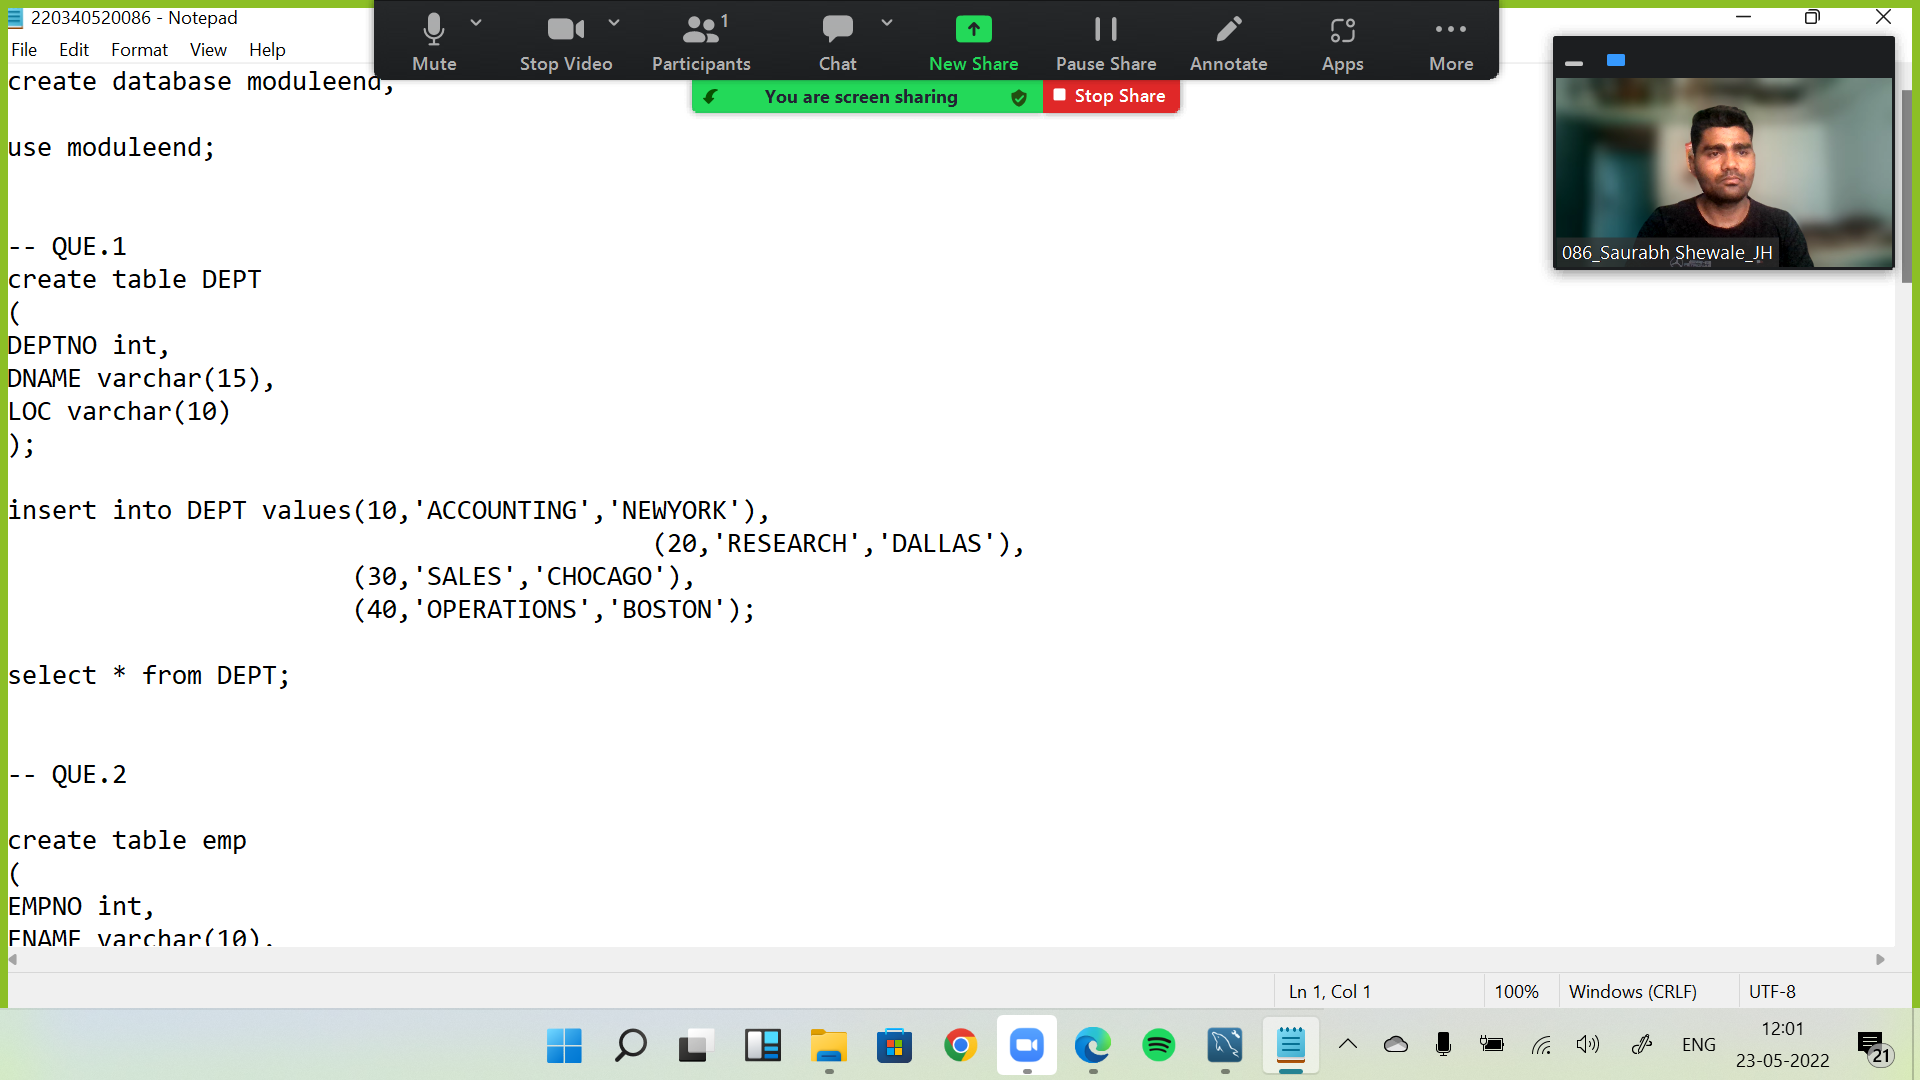 220340520086 - Notepad
File Edit Format View Help
Mute Stop Video Participants 1 Chat New Share Pause Share Annotate Apps More
You are screen sharing Stop Share
086_Saurabh Shewale_JH
create database moduleend;
use moduleend;
-- QUE.1
create table DEPT
(
DEPTNO int,
DNAME varchar(15),
LOC varchar(10)
);
insert into DEPT values(10,'ACCOUNTING','NEWYORK'),
(20,'RESEARCH','DALLAS'),
(30,'SALES','CHOCAGO'),
(40,'OPERATIONS','BOSTON');
select * from DEPT;
-- QUE.2
create table emp
(
EMPNO int,
ENAME varchar(10),
Ln 1, Col 1 100% Windows (CRLF) UTF-8
ENG 12:01
23-05-2022 21